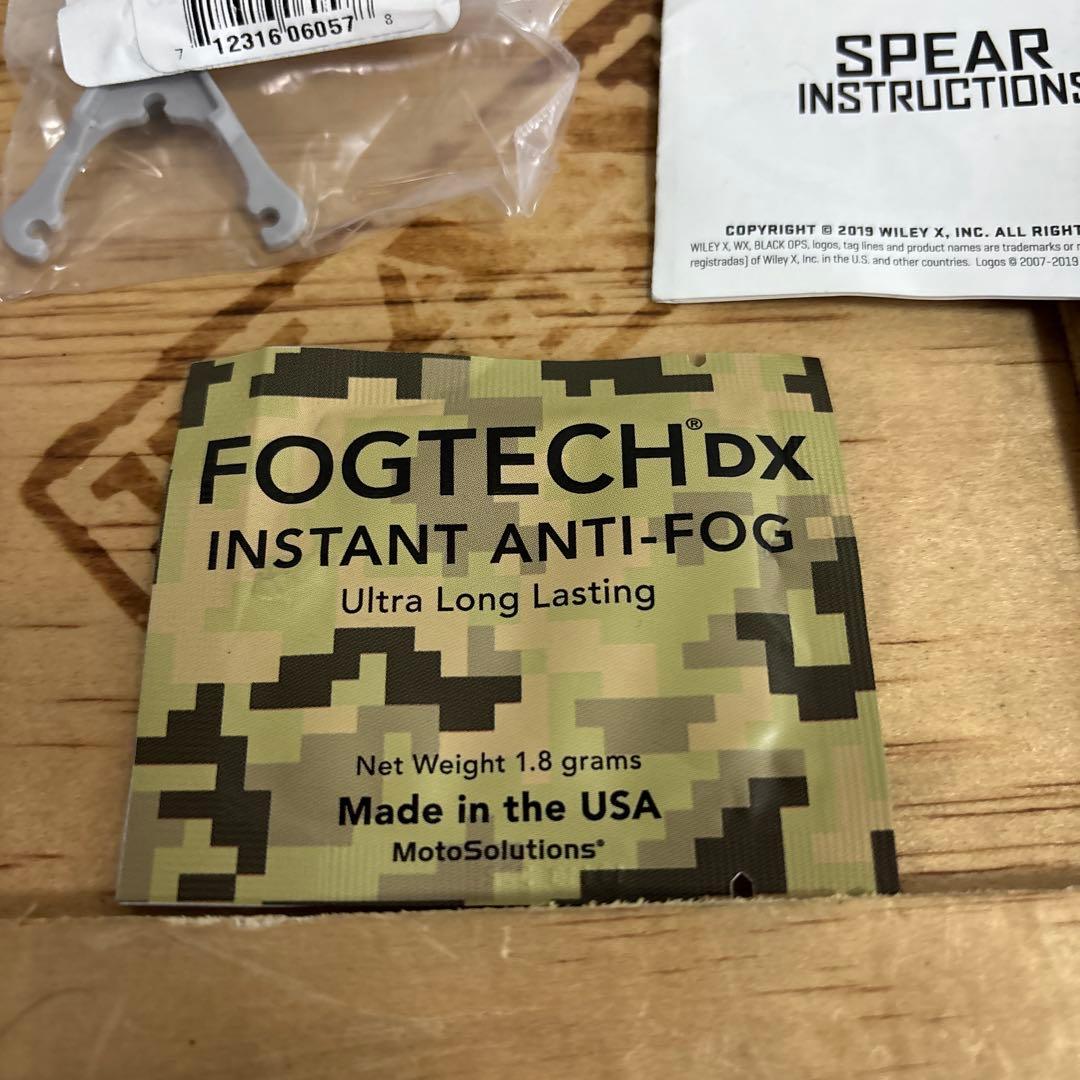 7 12316 06057 8
SPEAR
INSTRUCTIONS
COPYRIGHT © 2019 WILEY X, INC. ALL RIGHT
WILEY X, WX, BLACK OPS, logos, tag lines and product names are trademarks or
registradas) of Wiley X, Inc. in the U.S. and other countries. Logos © 2007-2019
FOGTECH® DX
INSTANT ANTI-FOG
Ultra Long Lasting
Net Weight 1.8 grams
Made in the USA
MotoSolutions®